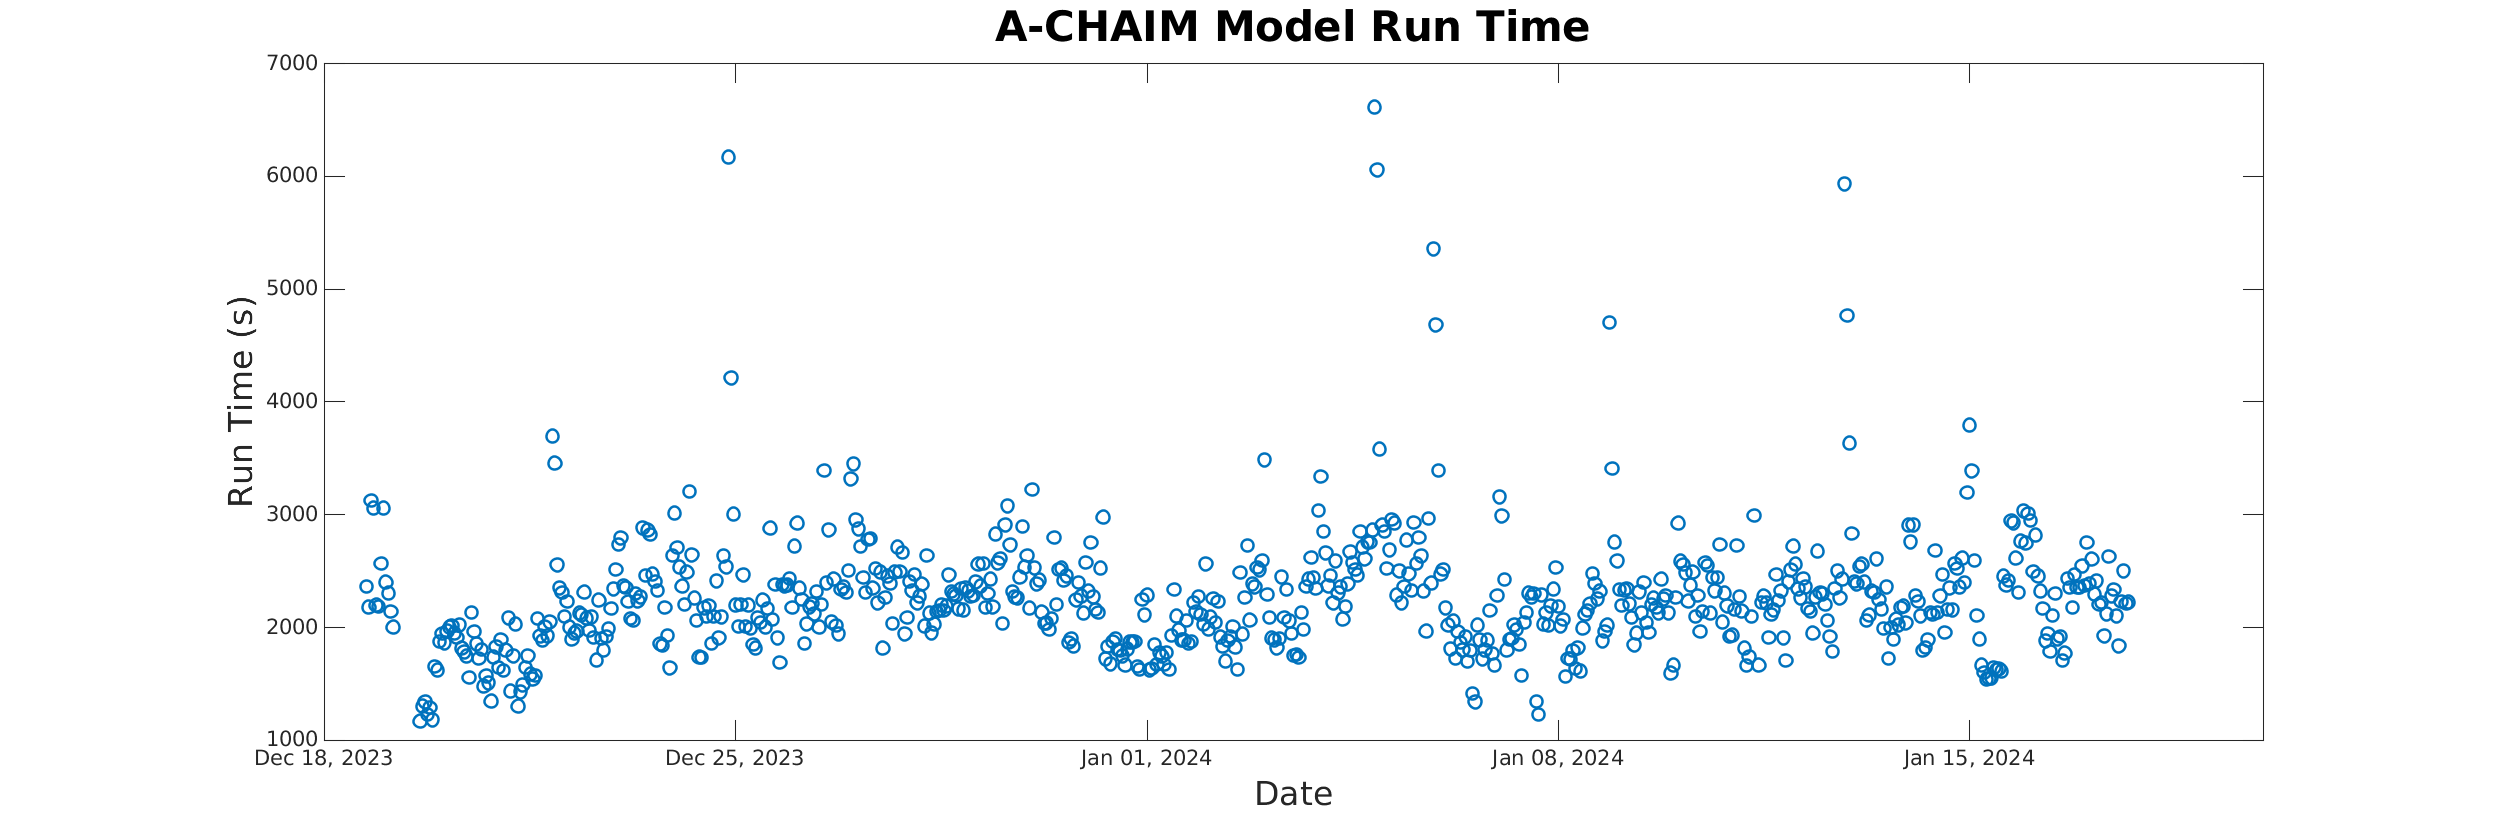 A-CHAIM Model Run Time
7000
6000
5000
4000
3000
2000
1000
Run Time (s)
Dec 18, 2023
Dec 25, 2023
Jan 01, 2024
Jan 08, 2024
Jan 15, 2024
Date